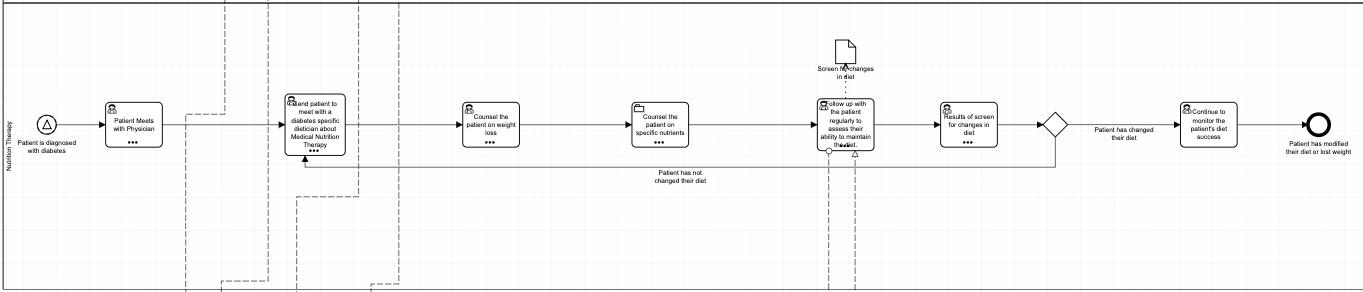 Nutrition Therapy
Patient is diagnosed
with diabetes
Patient Meets
with Physician
Send patient to
meet with a
diabetes specific
dietician about
Medical Nutrition
Therapy
Counsel the
patient on weight
loss
Counsel the
patient on
specific nutrients
Screen for changes
in diet
Follow up with
the patient
regularly to
assess their
ability to maintain
the diet.
Results of screen
for changes in
diet
Patient has changed
their diet
Patient has not
changed their diet
Continue to
monitor the
patient's diet
success
Patient has modified
their diet or lost weight